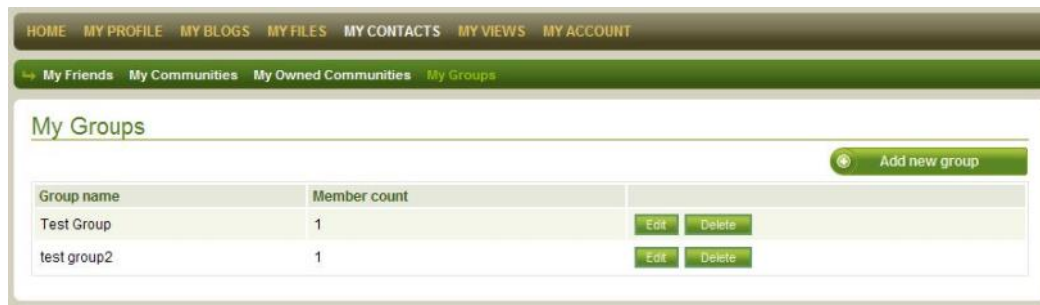 HOME MY PROFILE MY BLOGS MY FILES MY CONTACTS MY VIEWS MY ACCOUNT
My Friends My Communities My Owned Communities My Groups
My Groups
Add new group
Group name Member count
Test Group 1 Edit Delete
test group2 1 Edit Delete